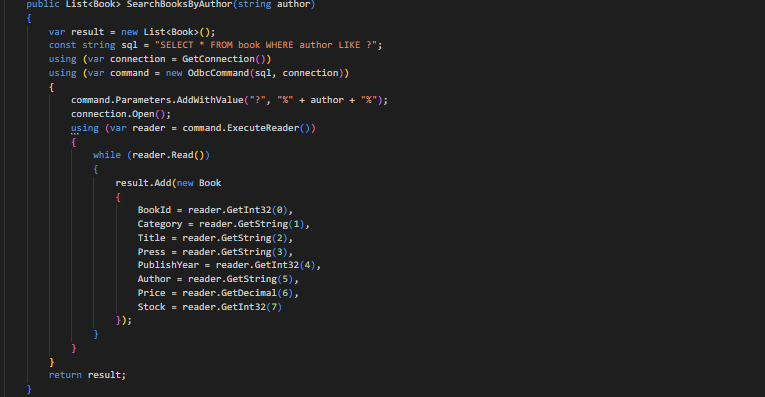 public List<Book> SearchBooksByAuthor(string author)
{
var result = new List<Book>();
const string sql = "SELECT * FROM book WHERE author LIKE ?";
using (var connection = GetConnection())
using (var command = new OdbcCommand(sql, connection))
{
command.Parameters.AddWithValue("?", "%" + author + "%");
connection.Open();
using (var reader = command.ExecuteReader())
{
while (reader.Read())
{
result.Add(new Book
{
BookId = reader.GetInt32(0),
Category = reader.GetString(1),
Title = reader.GetString(2),
Press = reader.GetString(3),
PublishYear = reader.GetInt32(4),
Author = reader.GetString(5),
Price = reader.GetDecimal(6),
Stock = reader.GetInt32(7)
});
}
}
}
return result;
}